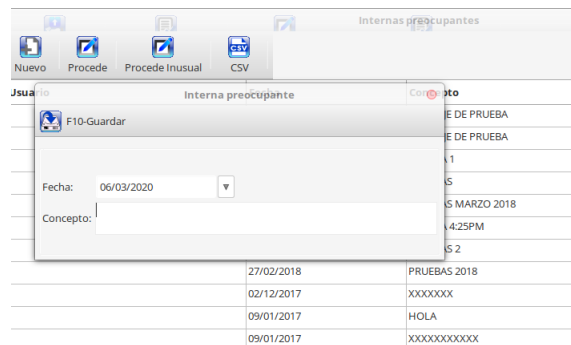 Internas preocupantes
Nuevo Procede Procede Inusual CSV
Usuario Fecha Concepto
Interna preocupante
F10-Guardar
JE DE PRUEBA
JE DE PRUEBA
1
Fecha: 06/03/2020
AS
AS MARZO 2018
Concepto:
4:25PM
AS 2
27/02/2018 PRUEBAS 2018
02/12/2017 XXXXXXX
09/01/2017 HOLA
09/01/2017 XXXXXXXXXXX